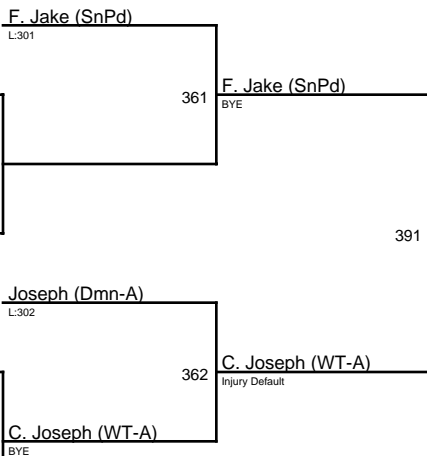 F. Jake (SnPd)
L:301
361
F. Jake (SnPd)
BYE
391
Joseph (Dmn-A)
L:302
362
C. Joseph (WT-A)
Injury Default
C. Joseph (WT-A)
BYE